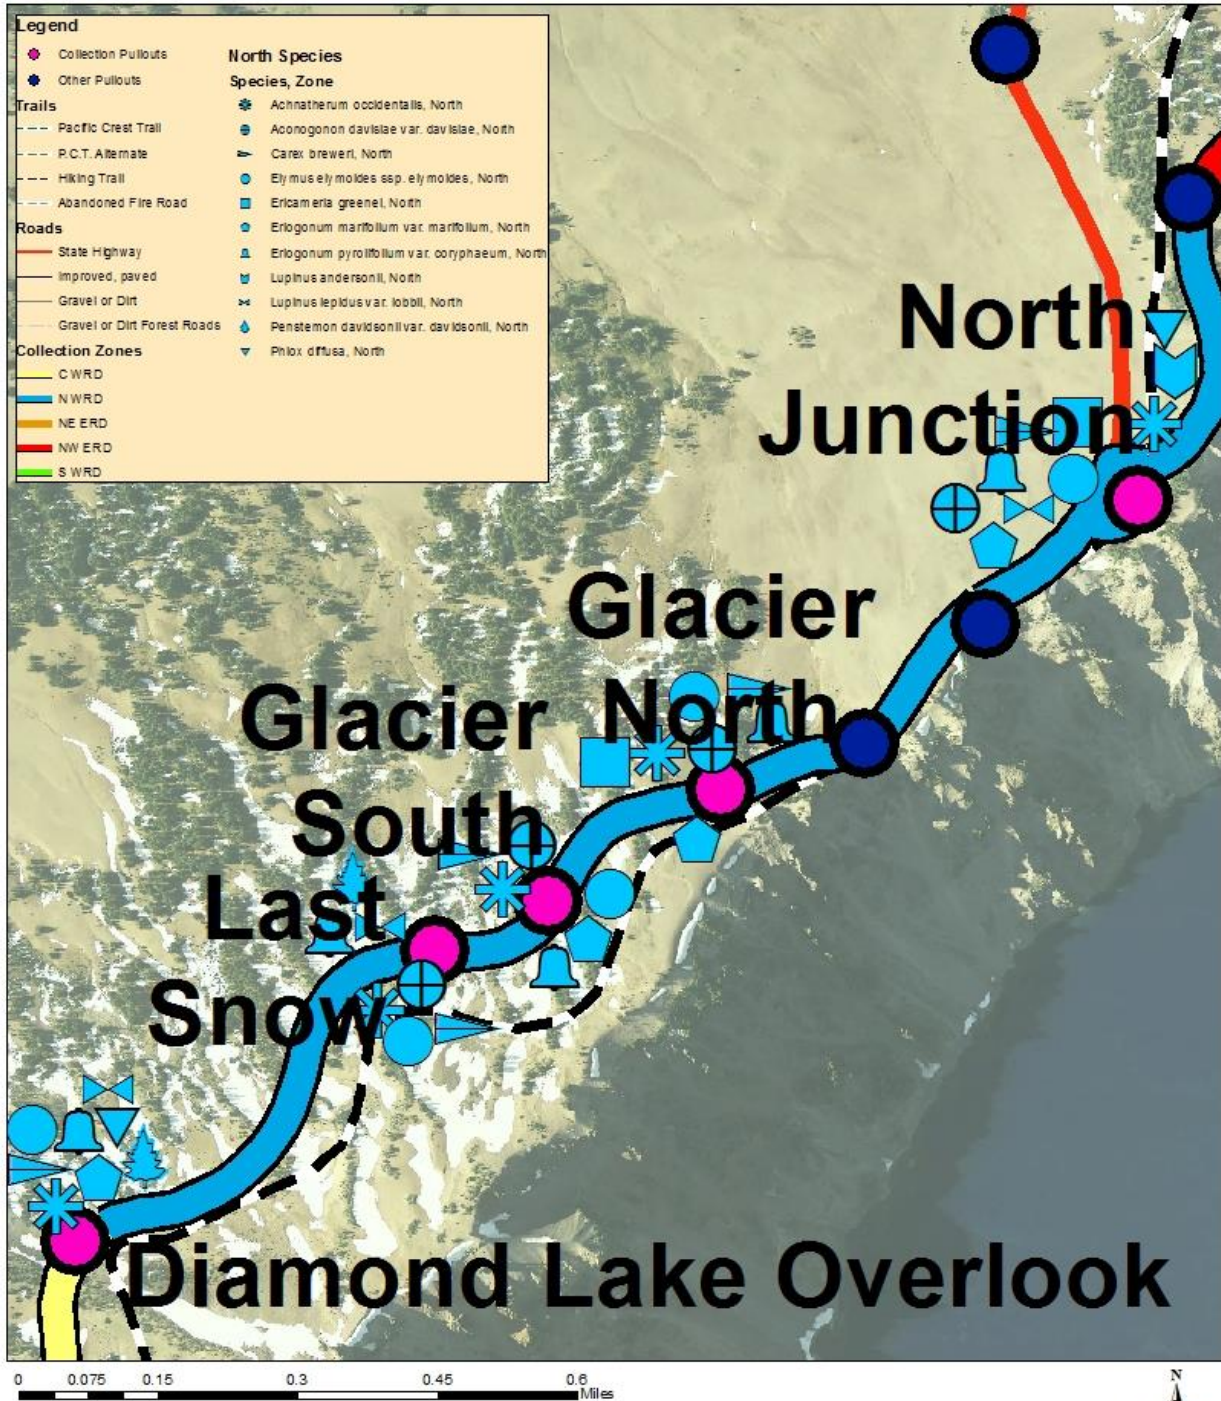 Legend
Collection Pullouts
Other Pullouts
Trails
Pacific Crest Trail
P.C.T. Alternate
Hiking Trail
Abandoned Fire Road
Roads
State Highway
Improved, paved
Gravel or Dirt
Gravel or Dirt Forest Roads
Collection Zones
C WRD
N WRD
NE ERD
NW ERD
S WRD
North Species
Species, Zone
Achnatherum occidentalis, North
Aconogonon davisiae var. davisiae, North
Carex breweri, North
Elymus elymoides ssp. elymoides, North
Ericameria greenei, North
Eriogonum marifolium var. marifolium, North
Eriogonum pyrolifolium var. coryphaeum, North
Lupinus andersonii, North
Lupinus lepidus var. lobbii, North
Penstemon davidsonii var. davidsonii, North
Phlox diffusa, North
North
Junction
Glacier
North
Glacier
South
Last
Snow
Diamond Lake Overlook
0 0.075 0.15 0.3 0.45 0.6
Miles
N